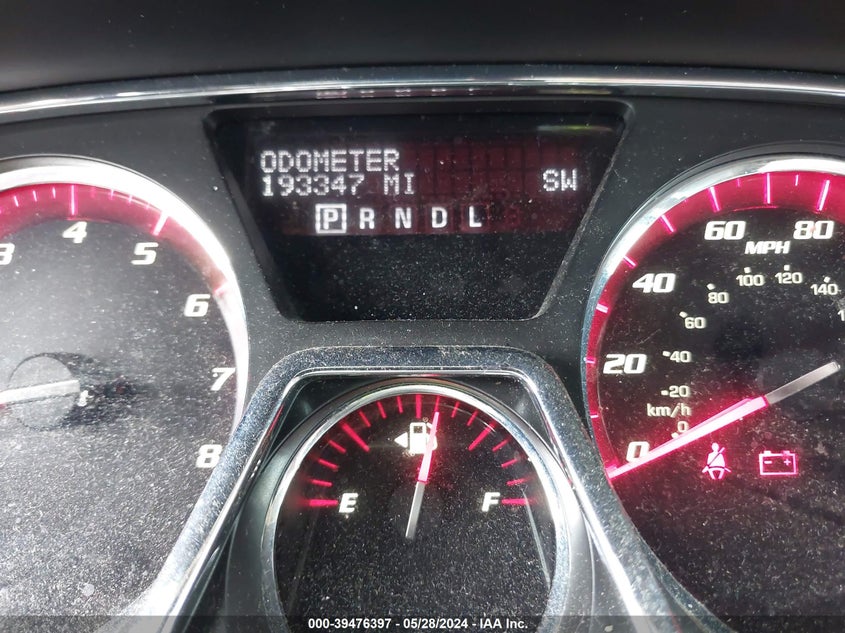 ODOMETER
193347 MI SW
P R N D L
3 4 5 6 7 8
E F
0 20 40 60 80
MPH
0 20 40 60 80 100 120 140
km/h
000-39476397 - 05/28/2024 - IAA Inc.